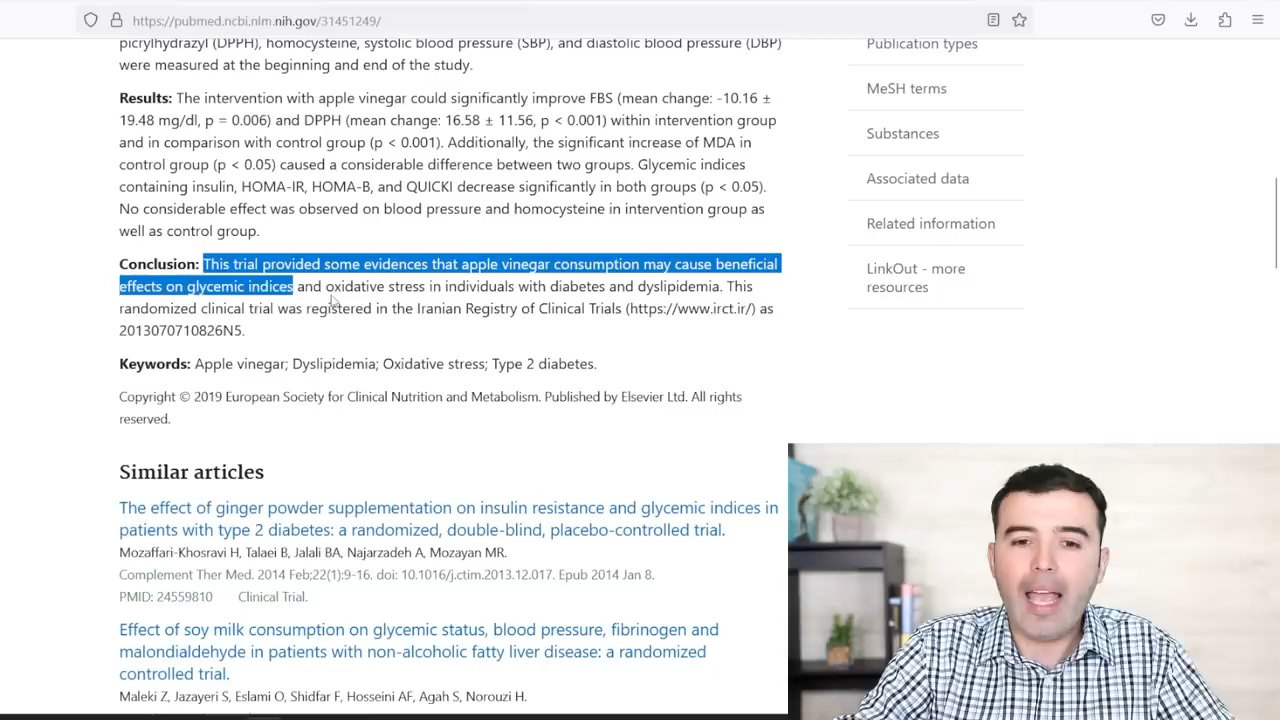 https://pubmed.ncbi.nlm.nih.gov/31451249/
picrylhydrazyl (DPPH), homocysteine, systolic blood pressure (SBP), and diastolic blood pressure (DBP)
were measured at the beginning and end of the study.
Results: The intervention with apple vinegar could significantly improve FBS (mean change: -10.16 ±
19.48 mg/dl, p = 0.006) and DPPH (mean change: 16.58 ± 11.56, p < 0.001) within intervention group
and in comparison with control group (p < 0.001). Additionally, the significant increase of MDA in
control group (p < 0.05) caused a considerable difference between two groups. Glycemic indices
containing insulin, HOMA-IR, HOMA-B, and QUICKI decrease significantly in both groups (p < 0.05).
No considerable effect was observed on blood pressure and homocysteine in intervention group as
well as control group.
Conclusion: This trial provided some evidences that apple vinegar consumption may cause beneficial
effects on glycemic indices and oxidative stress in individuals with diabetes and dyslipidemia. This
randomized clinical trial was registered in the Iranian Registry of Clinical Trials (https://www.irct.ir/) as
2013070710826N5.
Keywords: Apple vinegar; Dyslipidemia; Oxidative stress; Type 2 diabetes.
Copyright © 2019 European Society for Clinical Nutrition and Metabolism. Published by Elsevier Ltd. All rights
reserved.
Similar articles
The effect of ginger powder supplementation on insulin resistance and glycemic indices in
patients with type 2 diabetes: a randomized, double-blind, placebo-controlled trial.
Mozaffari-Khosravi H, Talaei B, Jalali BA, Najarzadeh A, Mozayan MR.
Complement Ther Med. 2014 Feb;22(1):9-16. doi: 10.1016/j.ctim.2013.12.017. Epub 2014 Jan 8.
PMID: 24559810 Clinical Trial.
Effect of soy milk consumption on glycemic status, blood pressure, fibrinogen and
malondialdehyde in patients with non-alcoholic fatty liver disease: a randomized
controlled trial.
Maleki Z, Jazayeri S, Eslami O, Shidfar F, Hosseini AF, Agah S, Norouzi H.
Publication types
MeSH terms
Substances
Associated data
Related information
LinkOut - more
resources